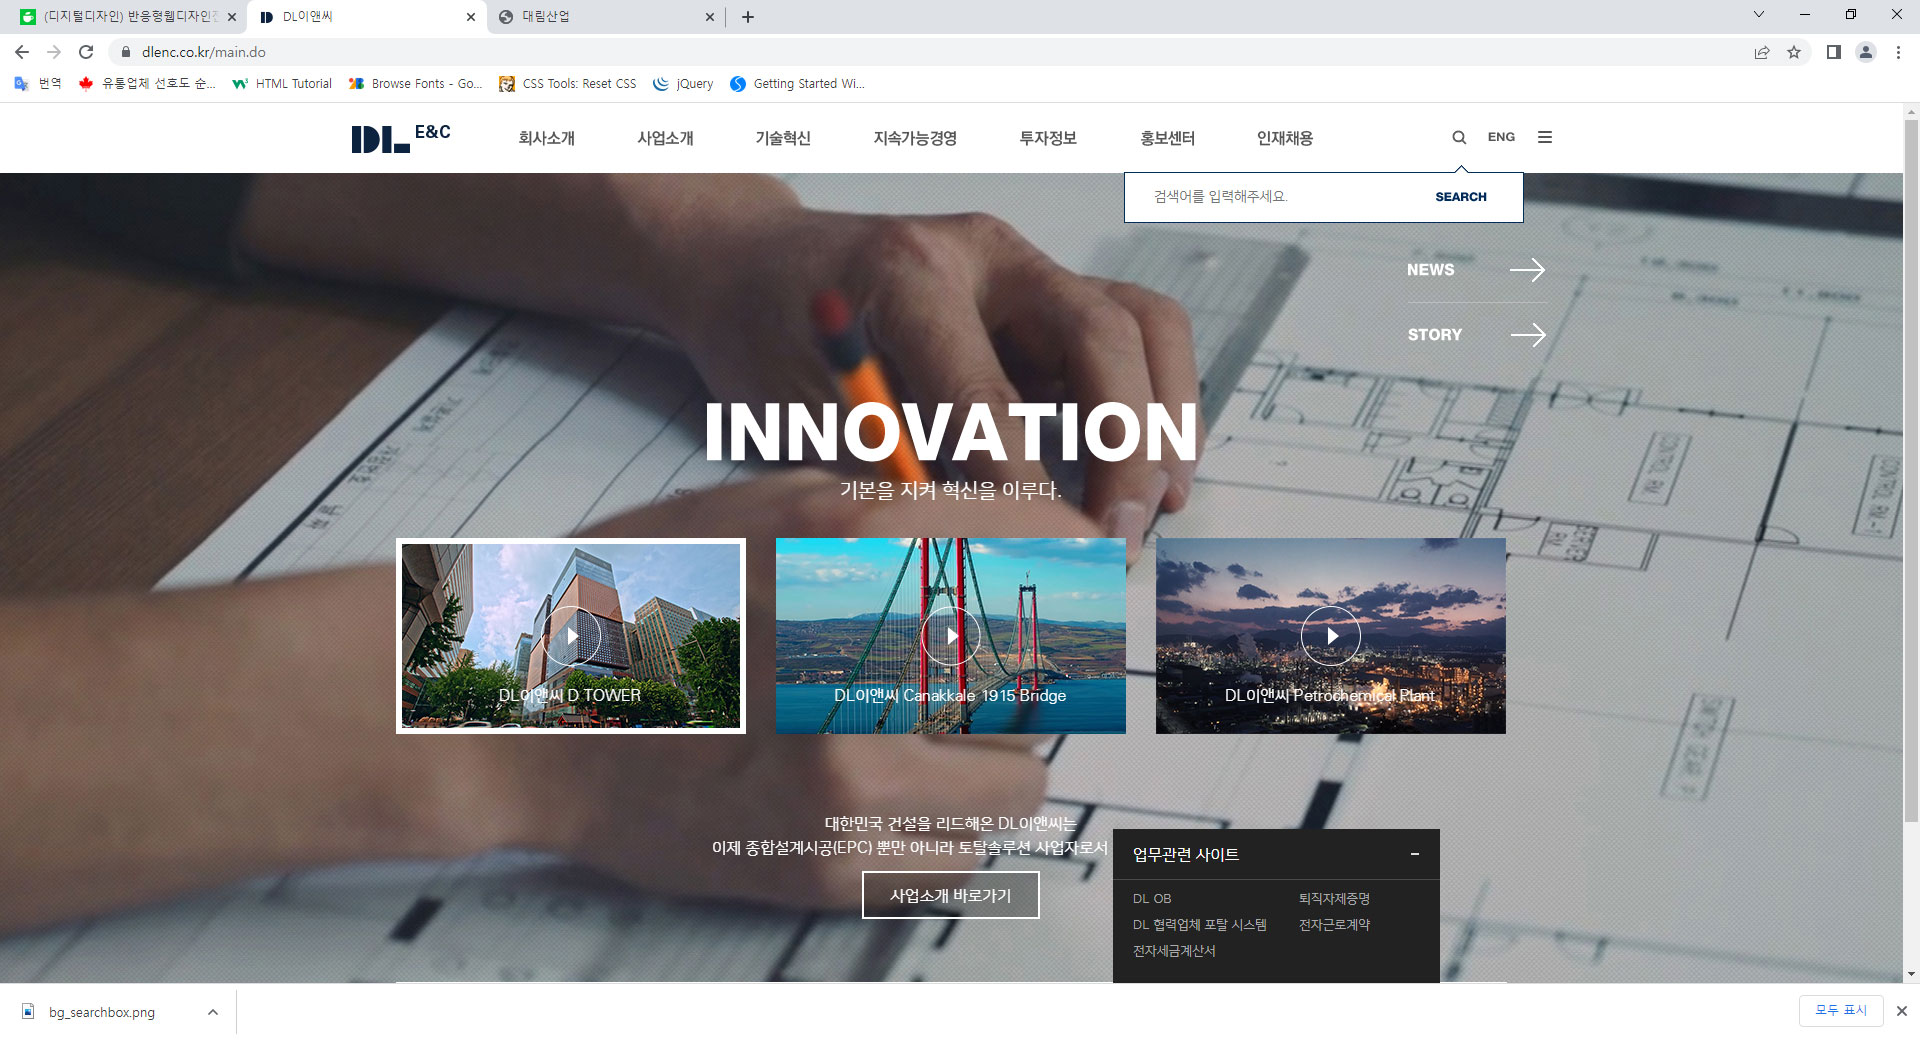 (디지털디자인) 반응형웹디자인
DL이앤씨
대림산업
dlenc.co.kr/main.do
번역
유통업체 선호도 순...
HTML Tutorial
Browse Fonts - Go...
CSS Tools: Reset CSS
jQuery
Getting Started Wi...
DL E&C
회사소개
사업소개
기술혁신
지속가능경영
투자정보
홍보센터
인재채용
ENG
검색어를 입력해주세요.
SEARCH
NEWS
STORY
INNOVATION
기본을 지켜 혁신을 이루다.
DL이앤씨 D TOWER
DL이앤씨 Canakkale 1915 Bridge
DL이앤씨 Petrochemical Plant
대한민국 건설을 리드해온 DL이앤씨는
이제 종합설계시공(EPC) 뿐만 아니라 토탈솔루션 사업자로서
사업소개 바로가기
업무관련 사이트
DL OB
퇴직자제증명
DL 협력업체 포탈 시스템
전자근로계약
전자세금계산서
bg_searchbox.png
모두 표시